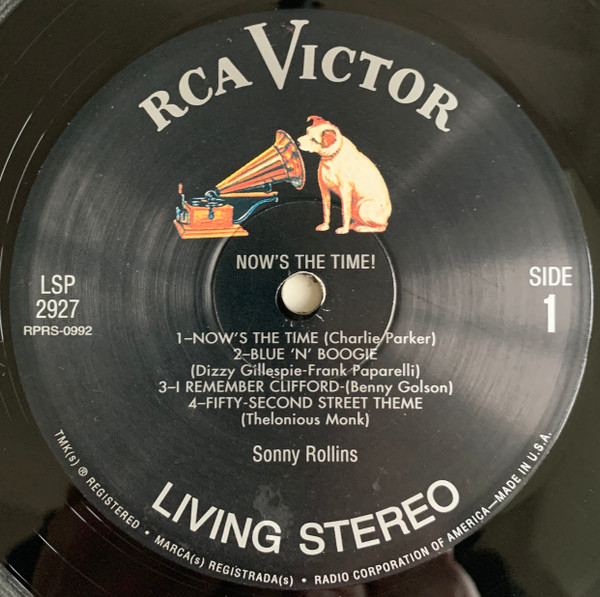 RCA VICTOR
NOW'S THE TIME!
LSP
2927
RPRS-0992
SIDE
1
1–NOW'S THE TIME (Charlie Parker)
2–BLUE 'N' BOOGIE
(Dizzy Gillespie-Frank Paparelli)
3–I REMEMBER CLIFFORD-(Benny Golson)
4–FIFTY-SECOND STREET THEME
(Thelonious Monk)
Sonny Rollins
LIVING STEREO
TMK(s) ® REGISTERED • MARCA(s) REGISTRADA(s) • RADIO CORPORATION OF AMERICA—MADE IN U.S.A.